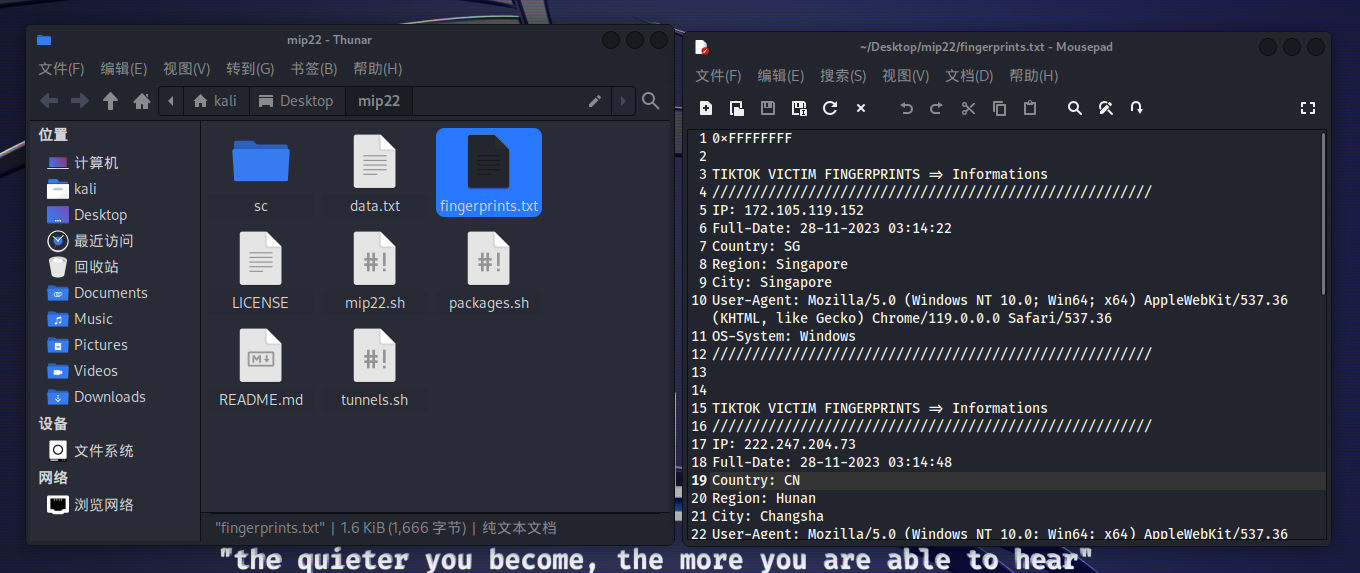 mip22 - Thunar
文件(F) 编辑(E) 视图(V) 转到(G) 书签(B) 帮助(H)
kali Desktop mip22
位置
计算机
kali
Desktop
最近访问
回收站
Documents
Music
Pictures
Videos
Downloads
设备
文件系统
网络
浏览网络
sc data.txt fingerprints.txt
#! #!
LICENSE mip22.sh packages.sh
M #!
README.md tunnels.sh
"fingerprints.txt" | 1.6 KiB (1,666 字节) | 纯文本文档
~/Desktop/mip22/fingerprints.txt - Mousepad
文件(F) 编辑(E) 搜索(S) 视图(V) 文档(D) 帮助(H)
1 0×FFFFFFFF
2
3 TIKTOK VICTIM FINGERPRINTS ⇒ Informations
4 ///////////////////////////////////////////////////////
5 IP: 172.105.119.152
6 Full-Date: 28-11-2023 03:14:22
7 Country: SG
8 Region: Singapore
9 City: Singapore
10 User-Agent: Mozilla/5.0 (Windows NT 10.0; Win64; x64) AppleWebKit/537.36
(KHTML, like Gecko) Chrome/119.0.0.0 Safari/537.36
11 OS-System: Windows
12 ///////////////////////////////////////////////////////
13
14
15 TIKTOK VICTIM FINGERPRINTS ⇒ Informations
16 ///////////////////////////////////////////////////////
17 IP: 222.247.204.73
18 Full-Date: 28-11-2023 03:14:48
19 Country: CN
20 Region: Hunan
21 City: Changsha
22 User-Agent: Mozilla/5.0 (Windows NT 10.0; Win64; x64) AppleWebKit/537.36
"the quieter you become, the more you are able to hear"